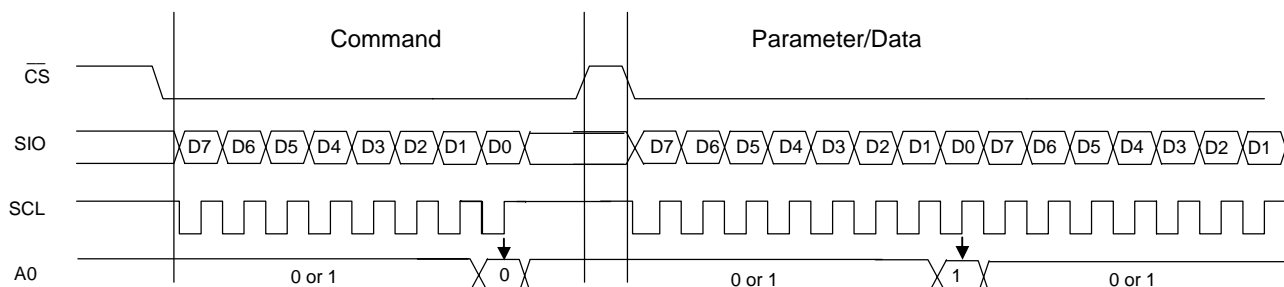 Command Parameter/Data
CS
SIO D7 D6 D5 D4 D3 D2 D1 D0 D7 D6 D5 D4 D3 D2 D1 D0 D7 D6 D5 D4 D3 D2 D1
SCL
A0 0 or 1 0 0 or 1 1 0 or 1